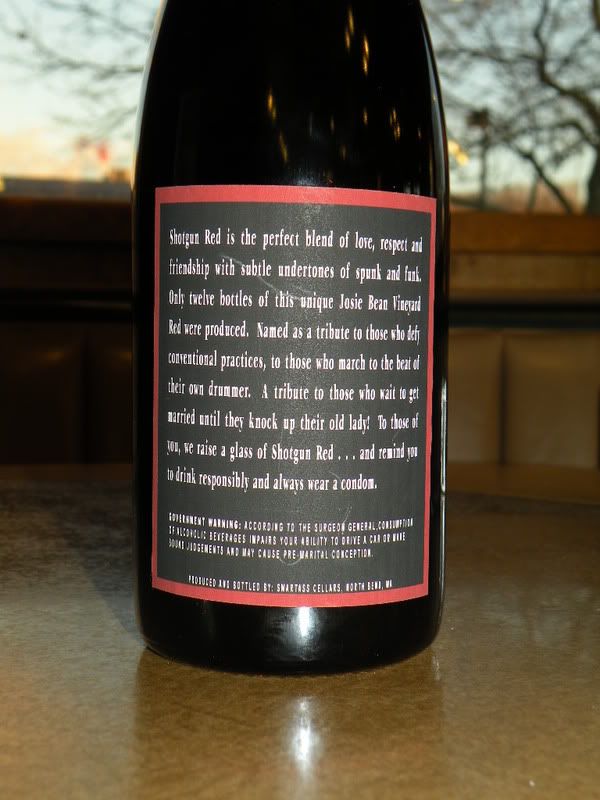 Shotgun Red is the perfect blend of love, respect and
friendship with subtle undertones of spunk and funk.
Only twelve bottles of this unique Josie Bean Vineyard
Red were produced. Named as a tribute to those who defy
conventional practices, to those who march to the beat of
their own drummer. A tribute to those who wait to get
married until they knock up their old lady! To those of
you, we raise a glass of Shotgun Red . . . and remind you
to drink responsibly and always wear a condom.
GOVERNMENT WARNING: ACCORDING TO THE SURGEON GENERAL, CONSUMPTION
OF ALCOHOLIC BEVERAGES IMPAIRS YOUR ABILITY TO DRIVE A CAR OR MAKE
SOUND JUDGEMENTS AND MAY CAUSE PRE-MARITAL CONCEPTION.
PRODUCED AND BOTTLED BY: SMARTASS CELLARS, NORTH BEND, WA